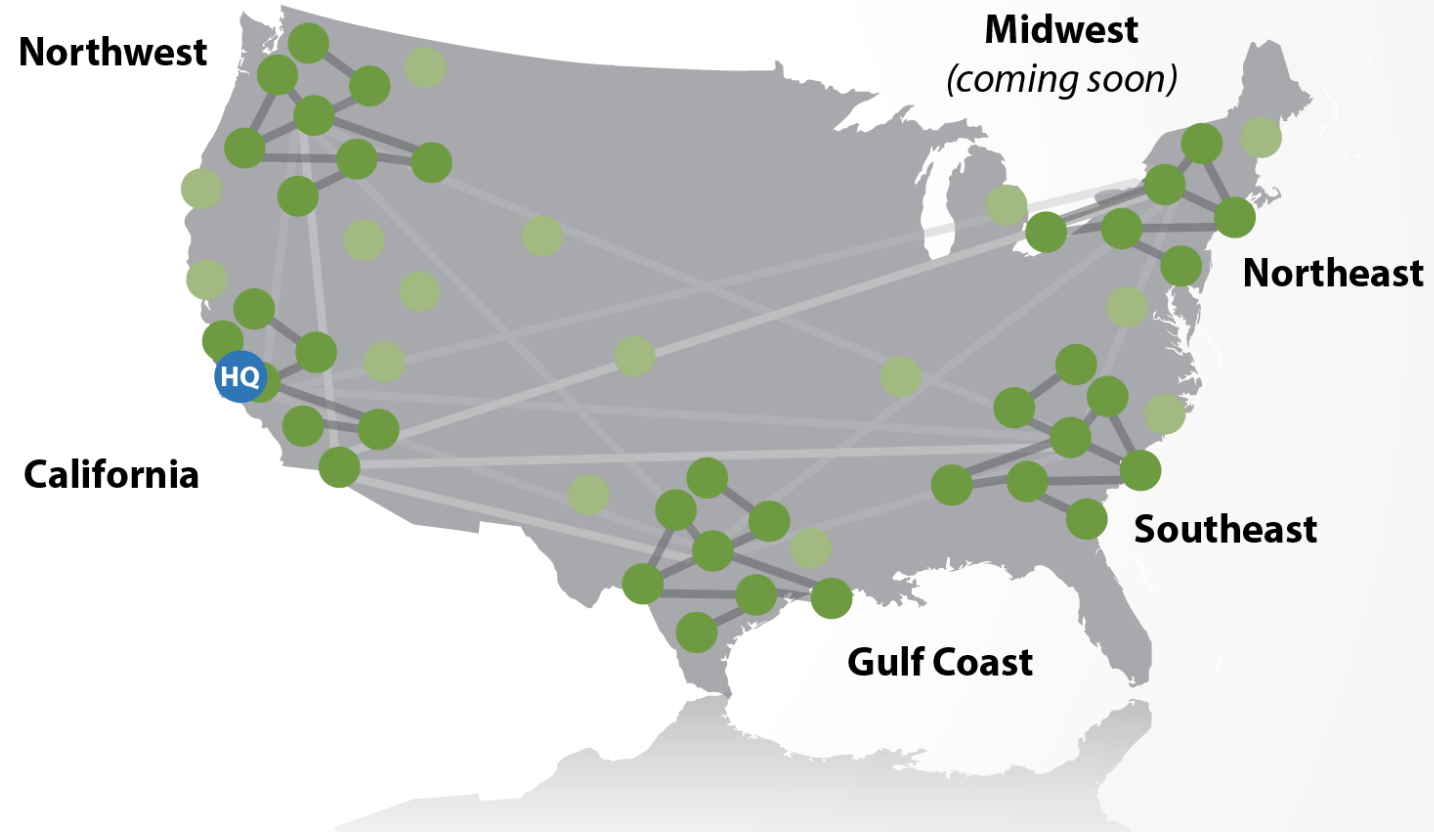 Northwest
Midwest
(coming soon)
Northeast
HQ
California
Southeast
Gulf Coast